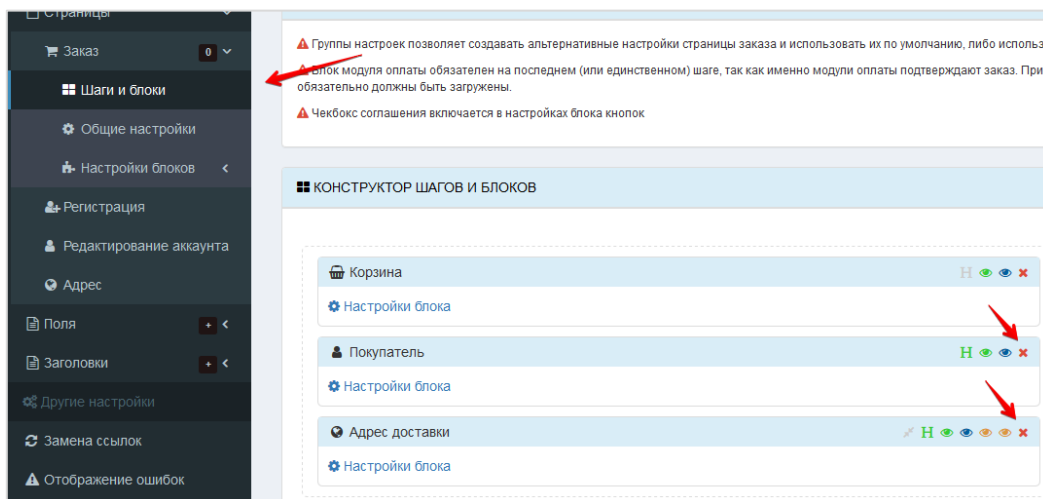 Страницы
Заказ 0
Шаги и блоки
Общие настройки
Настройки блоков
Регистрация
Редактирование аккаунта
Адрес
Поля +
Заголовки +
Другие настройки
Замена ссылок
Отображение ошибок
Группы настроек позволяет создавать альтернативные настройки страницы заказа и использовать их по умолчанию, либо использ
Блок модуля оплаты обязателен на последнем (или единственном) шаге, так как именно модули оплаты подтверждают заказ. При
обязательно должны быть загружены.
Чекбокс соглашения включается в настройках блока кнопок
КОНСТРУКТОР ШАГОВ И БЛОКОВ
Корзина H
Настройки блока
Покупатель H
Настройки блока
Адрес доставки H
Настройки блока